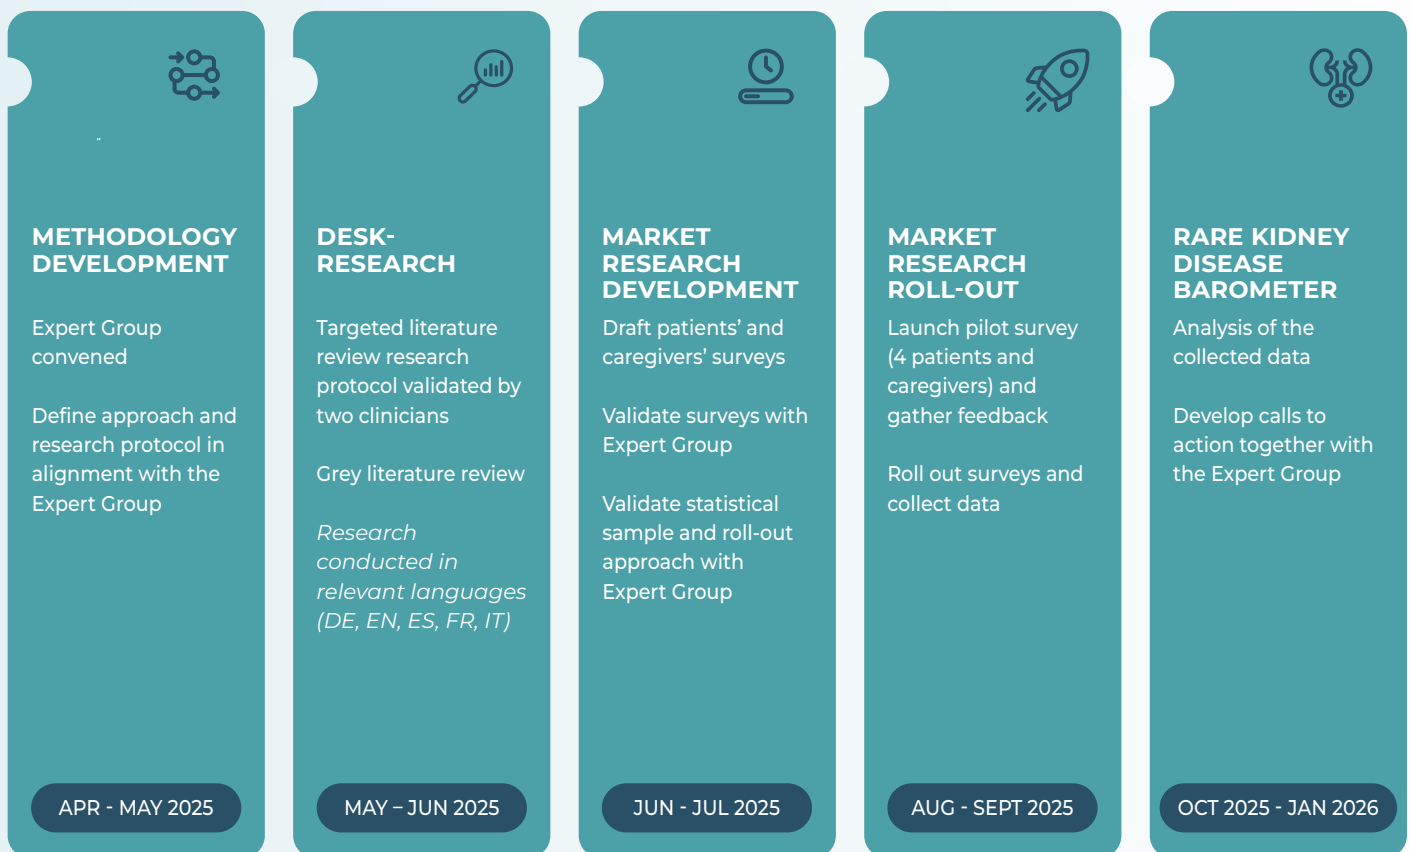 METHODOLOGY
DEVELOPMENT
Expert Group
convened
Define approach and
research protocol in
alignment with the
Expert Group
APR - MAY 2025
DESK-
RESEARCH
Targeted literature
review research
protocol validated by
two clinicians
Grey literature review
Research
conducted in
relevant languages
(DE, EN, ES, FR, IT)
MAY – JUN 2025
MARKET
RESEARCH
DEVELOPMENT
Draft patients’ and
caregivers’ surveys
Validate surveys with
Expert Group
Validate statistical
sample and roll-out
approach with
Expert Group
JUN - JUL 2025
MARKET
RESEARCH
ROLL-OUT
Launch pilot survey
(4 patients and
caregivers) and
gather feedback
Roll out surveys and
collect data
AUG - SEPT 2025
RARE KIDNEY
DISEASE
BAROMETER
Analysis of the
collected data
Develop calls to
action together with
the Expert Group
OCT 2025 - JAN 2026